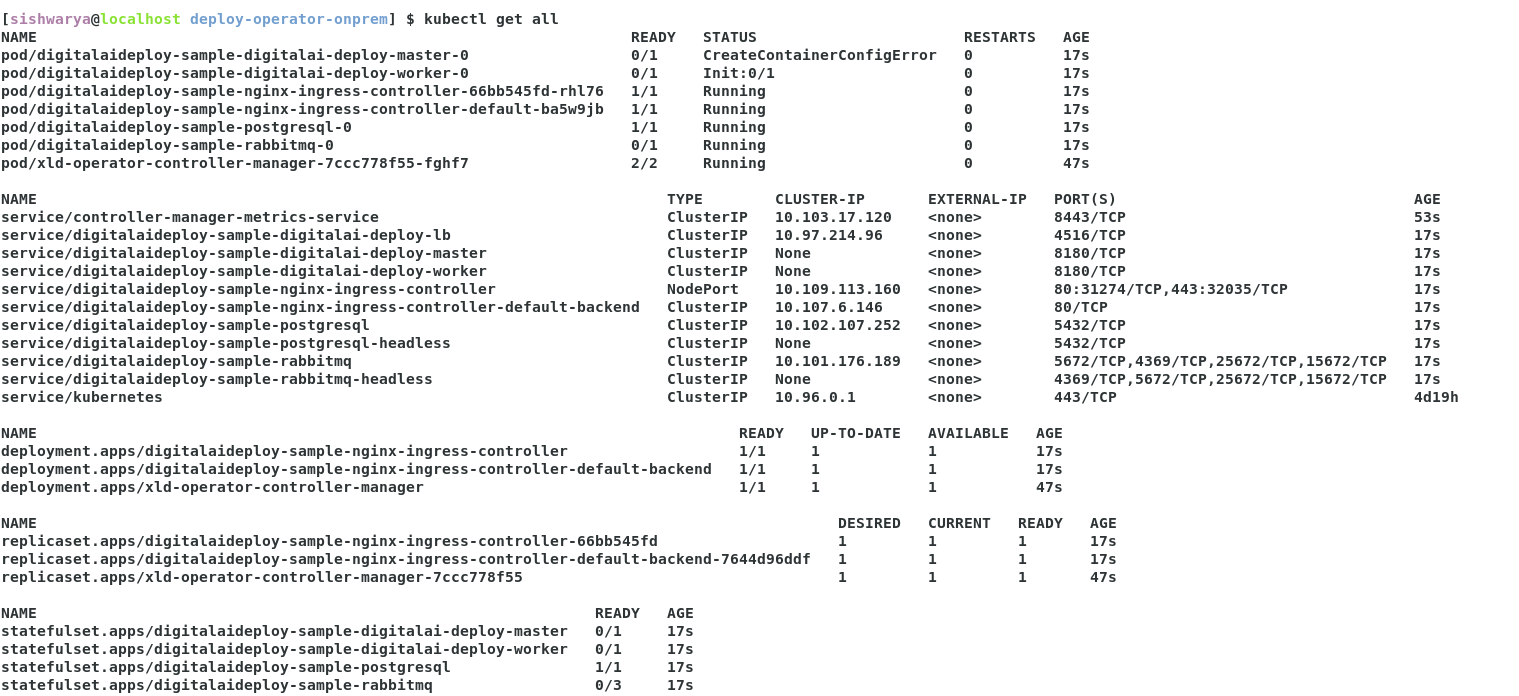 [sishwarya@localhost deploy-operator-onprem] $ kubectl get all
NAME READY STATUS RESTARTS AGE
pod/digitalaideploy-sample-digitalai-deploy-master-0 0/1 CreateContainerConfigError 0 17s
pod/digitalaideploy-sample-digitalai-deploy-worker-0 0/1 Init:0/1 0 17s
pod/digitalaideploy-sample-nginx-ingress-controller-66bb545fd-rhl76 1/1 Running 0 17s
pod/digitalaideploy-sample-nginx-ingress-controller-default-ba5w9jb 1/1 Running 0 17s
pod/digitalaideploy-sample-postgresql-0 1/1 Running 0 17s
pod/digitalaideploy-sample-rabbitmq-0 0/1 Running 0 17s
pod/xld-operator-controller-manager-7ccc778f55-fghf7 2/2 Running 0 47s
NAME TYPE CLUSTER-IP EXTERNAL-IP PORT(S) AGE
service/controller-manager-metrics-service ClusterIP 10.103.17.120 <none> 8443/TCP 53s
service/digitalaideploy-sample-digitalai-deploy-lb ClusterIP 10.97.214.96 <none> 4516/TCP 17s
service/digitalaideploy-sample-digitalai-deploy-master ClusterIP None <none> 8180/TCP 17s
service/digitalaideploy-sample-digitalai-deploy-worker ClusterIP None <none> 8180/TCP 17s
service/digitalaideploy-sample-nginx-ingress-controller NodePort 10.109.113.160 <none> 80:31274/TCP,443:32035/TCP 17s
service/digitalaideploy-sample-nginx-ingress-controller-default-backend ClusterIP 10.107.6.146 <none> 80/TCP 17s
service/digitalaideploy-sample-postgresql ClusterIP 10.102.107.252 <none> 5432/TCP 17s
service/digitalaideploy-sample-postgresql-headless ClusterIP None <none> 5432/TCP 17s
service/digitalaideploy-sample-rabbitmq ClusterIP 10.101.176.189 <none> 5672/TCP,4369/TCP,25672/TCP,15672/TCP 17s
service/digitalaideploy-sample-rabbitmq-headless ClusterIP None <none> 4369/TCP,5672/TCP,25672/TCP,15672/TCP 17s
service/kubernetes ClusterIP 10.96.0.1 <none> 443/TCP 4d19h
NAME READY UP-TO-DATE AVAILABLE AGE
deployment.apps/digitalaideploy-sample-nginx-ingress-controller 1/1 1 1 17s
deployment.apps/digitalaideploy-sample-nginx-ingress-controller-default-backend 1/1 1 1 17s
deployment.apps/xld-operator-controller-manager 1/1 1 1 47s
NAME DESIRED CURRENT READY AGE
replicaset.apps/digitalaideploy-sample-nginx-ingress-controller-66bb545fd 1 1 1 17s
replicaset.apps/digitalaideploy-sample-nginx-ingress-controller-default-backend-7644d96ddf 1 1 1 17s
replicaset.apps/xld-operator-controller-manager-7ccc778f55 1 1 1 47s
NAME READY AGE
statefulset.apps/digitalaideploy-sample-digitalai-deploy-master 0/1 17s
statefulset.apps/digitalaideploy-sample-digitalai-deploy-worker 0/1 17s
statefulset.apps/digitalaideploy-sample-postgresql 1/1 17s
statefulset.apps/digitalaideploy-sample-rabbitmq 0/3 17s